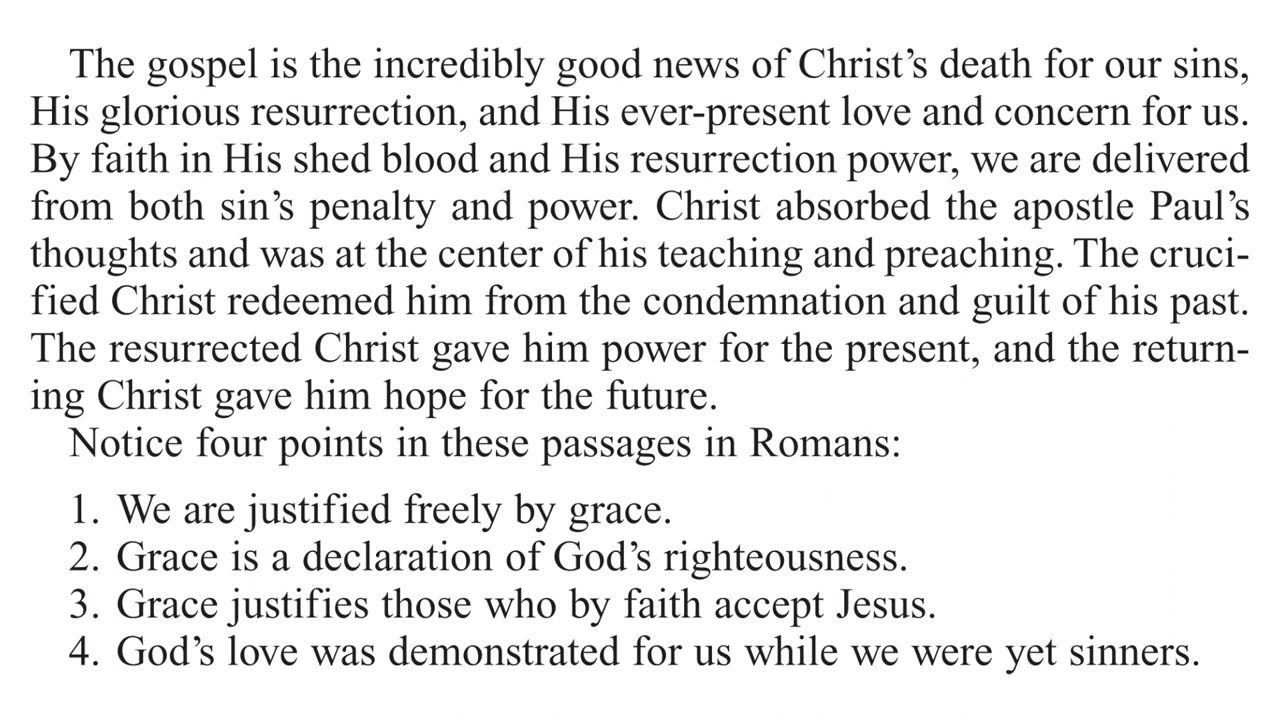 The gospel is the incredibly good news of Christ’s death for our sins,
His glorious resurrection, and His ever-present love and concern for us.
By faith in His shed blood and His resurrection power, we are delivered
from both sin’s penalty and power. Christ absorbed the apostle Paul’s
thoughts and was at the center of his teaching and preaching. The cruci-
fied Christ redeemed him from the condemnation and guilt of his past.
The resurrected Christ gave him power for the present, and the return-
ing Christ gave him hope for the future.
Notice four points in these passages in Romans:
1. We are justified freely by grace.
2. Grace is a declaration of God’s righteousness.
3. Grace justifies those who by faith accept Jesus.
4. God’s love was demonstrated for us while we were yet sinners.